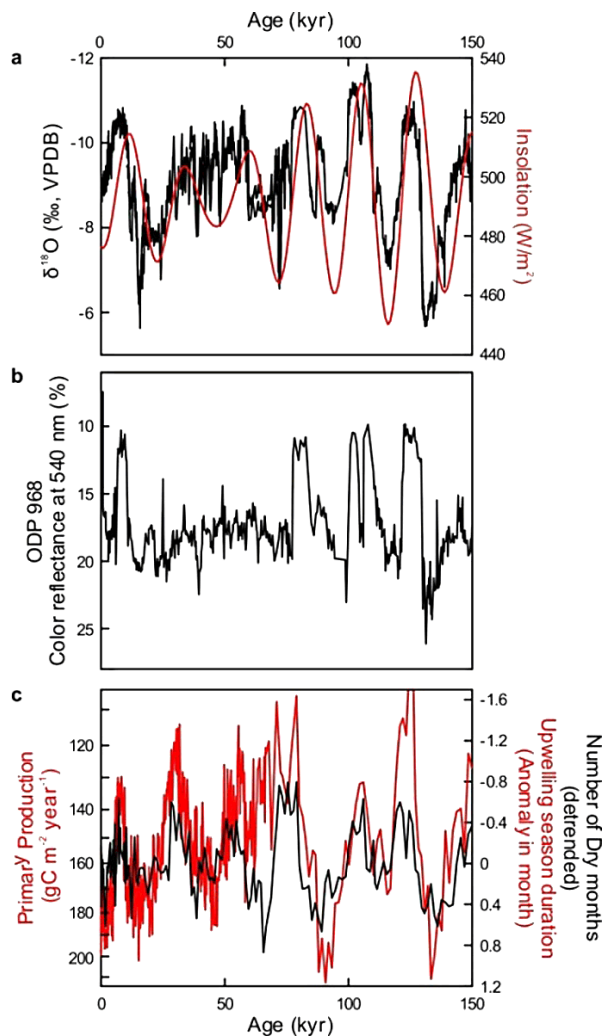 Age (kyr)
0 50 100 150
a
-12
-10
-8
-6
δ¹⁸O (‰, VPDB)
540
520
500
480
460
440
Insolation (W/m²)
b
10
15
20
25
ODP 968
Color reflectance at 540 nm (%)
c
120
140
160
180
200
Primary Production
(gC m⁻² year⁻¹)
-1.6
-1.2
-0.8
-0.4
0
0.4
0.8
1.2
Upwelling season duration
(Anomaly in month)
Number of Dry months
(detrended)
0 50 100 150
Age (kyr)